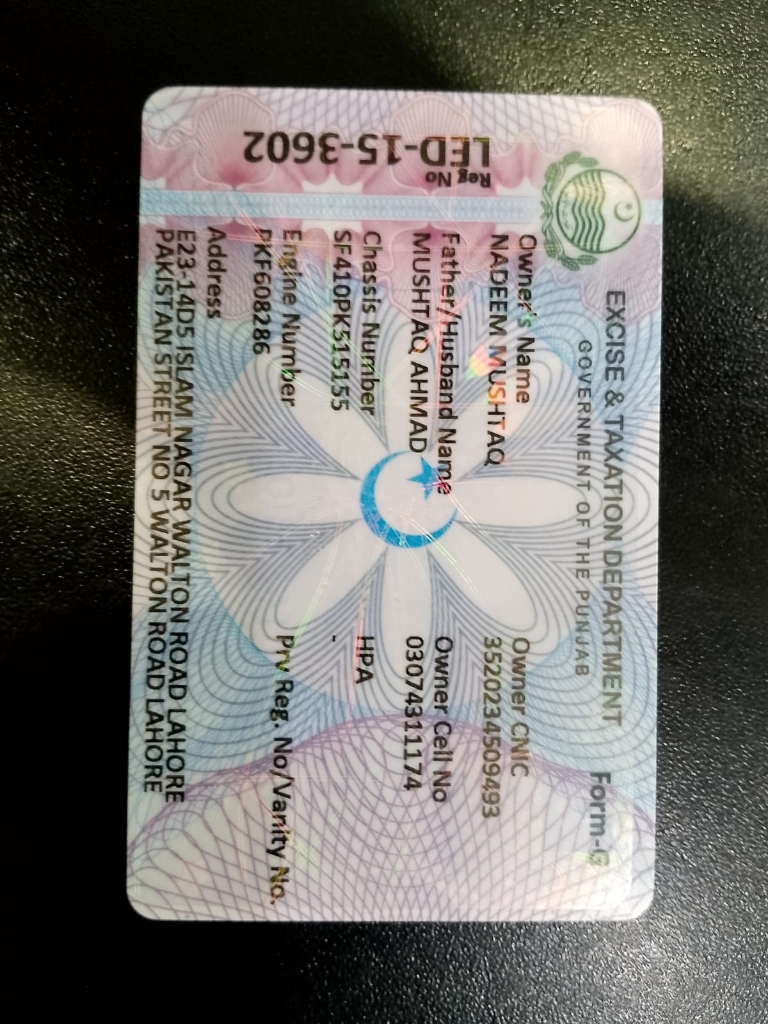 EXCISE & TAXATION DEPARTMENT
Form-G
GOVERNMENT OF THE PUNJAB
Reg No
LED-15-3602
Owner's Name
NADEEM MUSHTAQ
Owner CNIC
3520234509493
Father/Husband Name
MUSHTAQ AHMAD
Owner Cell No
03074311174
Chassis Number
SF410PK515155
HPA
-
Engine Number
PKF608286
Prv Reg. No/Vanity No.
Address
E23-14D5 ISLAM NAGAR WALTON ROAD LAHORE
PAKISTAN STREET NO 5 WALTON ROAD LAHORE